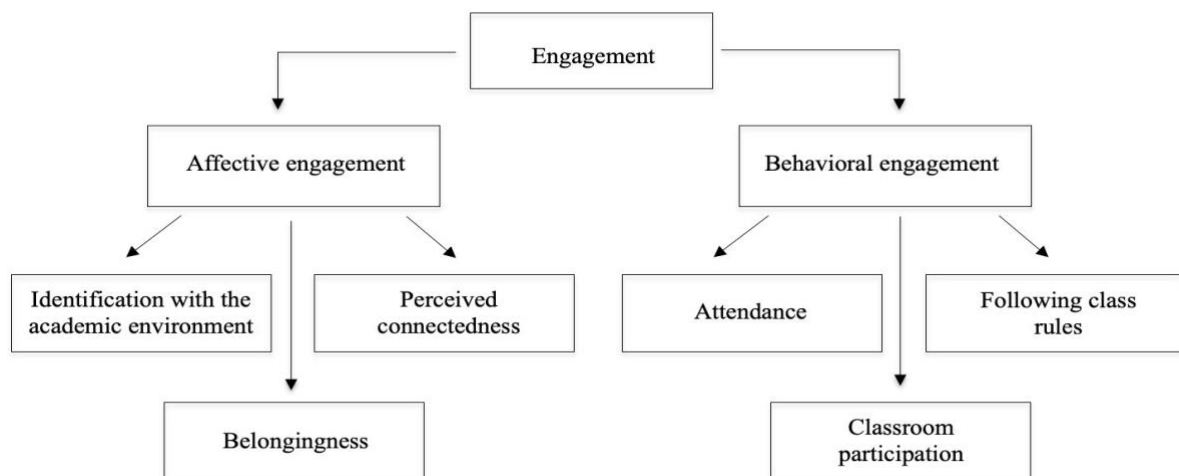 Engagement
Affective engagement
Behavioral engagement
Identification with the
academic environment
Perceived
connectedness
Attendance
Following class
rules
Belongingness
Classroom
participation